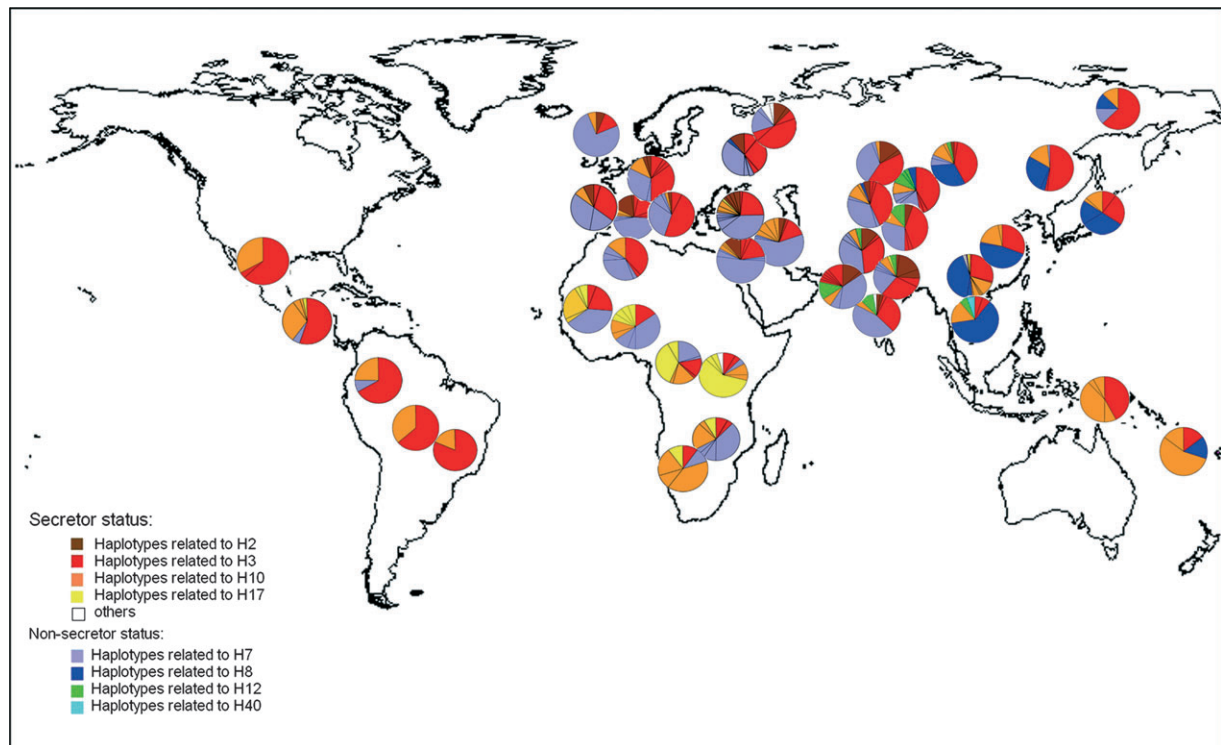 Secretor status:
Haplotypes related to H2
Haplotypes related to H3
Haplotypes related to H10
Haplotypes related to H17
others
Non-secretor status:
Haplotypes related to H7
Haplotypes related to H8
Haplotypes related to H12
Haplotypes related to H40